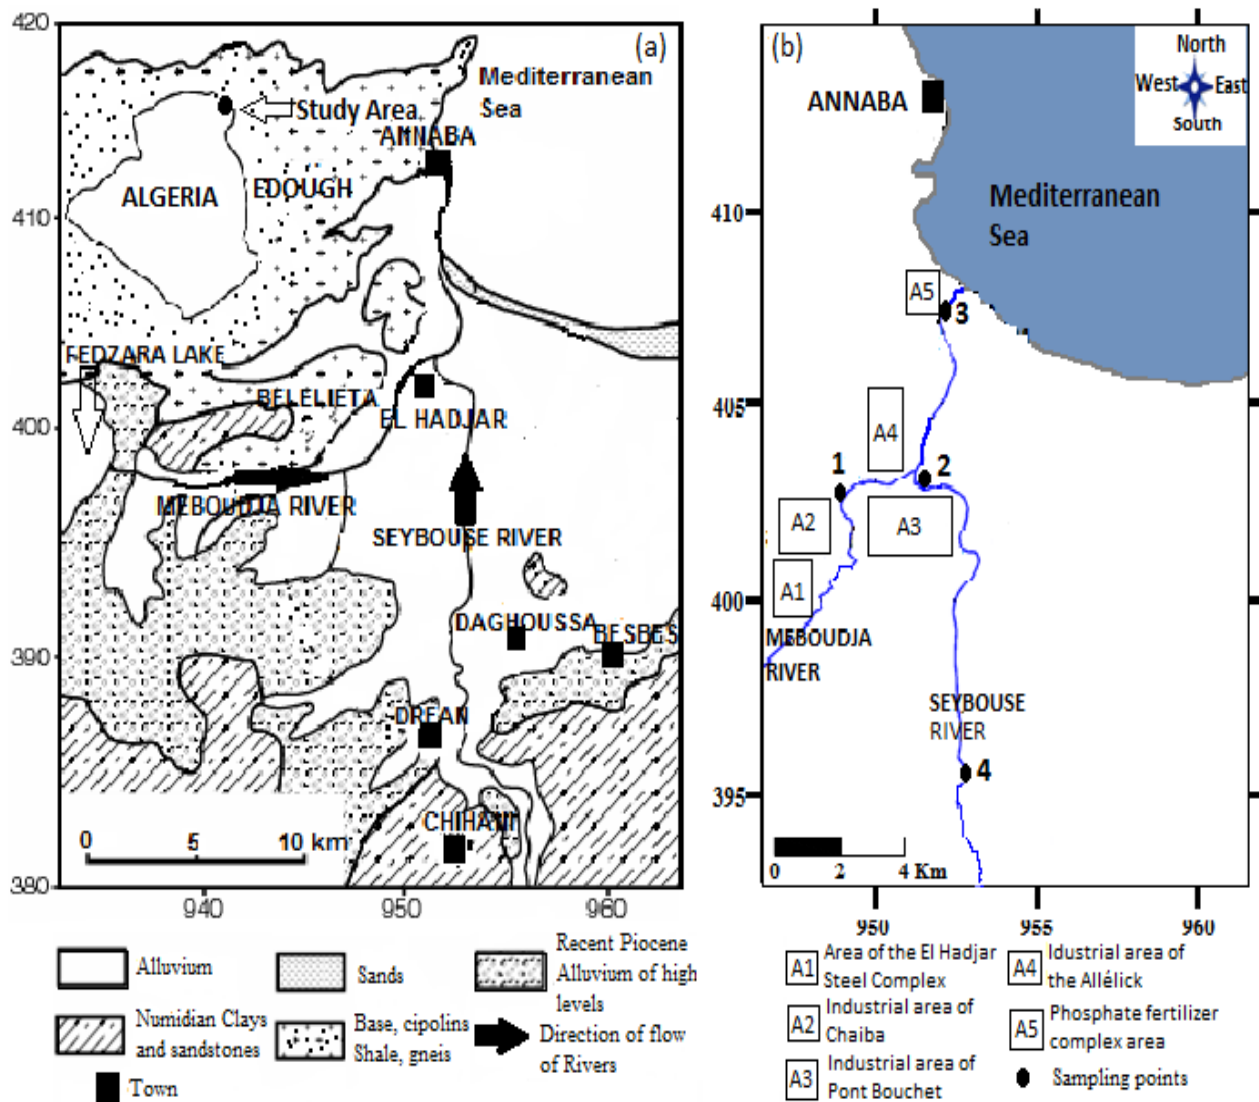 420
(a)
Mediterranean
Sea
Study Area
ANNABA
ALGERIA
EDOUGH
410
FEDZARA LAKE
BELELIETA
EL HADJAR
400
MEBOUDJA RIVER
SEYBOUSE RIVER
DAGHOUSSA
BESBES
390
DREAN
CHIHANI
0
5
10 km
380
940
950
960
Alluvium
Sands
Recent Piocene
Alluvium of high
levels
Numidian Clays
and sandstones
Base, cipolins
Shale, gneis
Direction of flow
of Rivers
Town
(b)
North
West
East
South
ANNABA
Mediterranean
Sea
410
A5
3
405
A4
1
2
A2
A3
A1
400
MEBOUDJA
RIVER
SEYBOUSE
RIVER
4
395
0
2
4 Km
950
955
960
A1
Area of the El Hadjar
Steel Complex
A4
Idustrial area of
the Allélick
A2
Industrial area of
Chaiba
A5
Phosphate fertilizer
complex area
A3
Industrial area of
Pont Bouchet
Sampling points